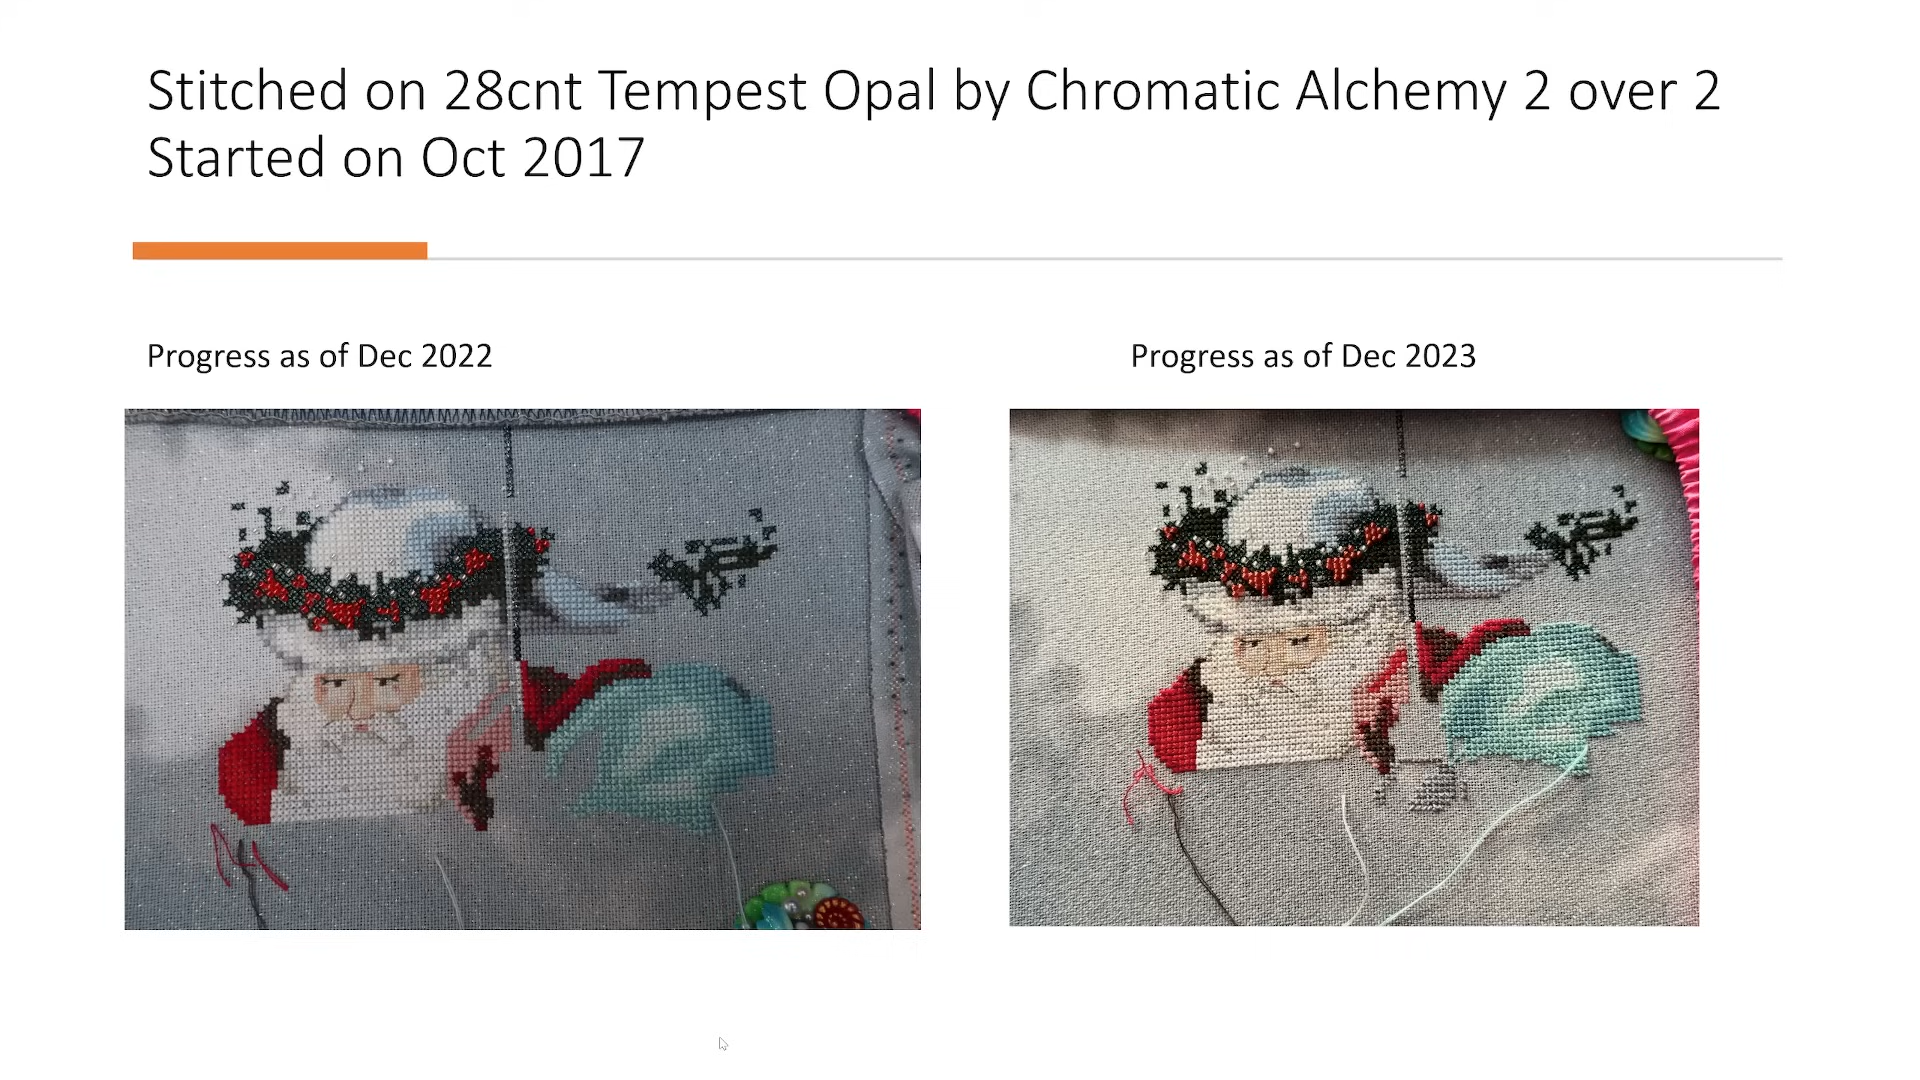 Stitched on 28cnt Tempest Opal by Chromatic Alchemy 2 over 2
Started on Oct 2017
Progress as of Dec 2022
Progress as of Dec 2023